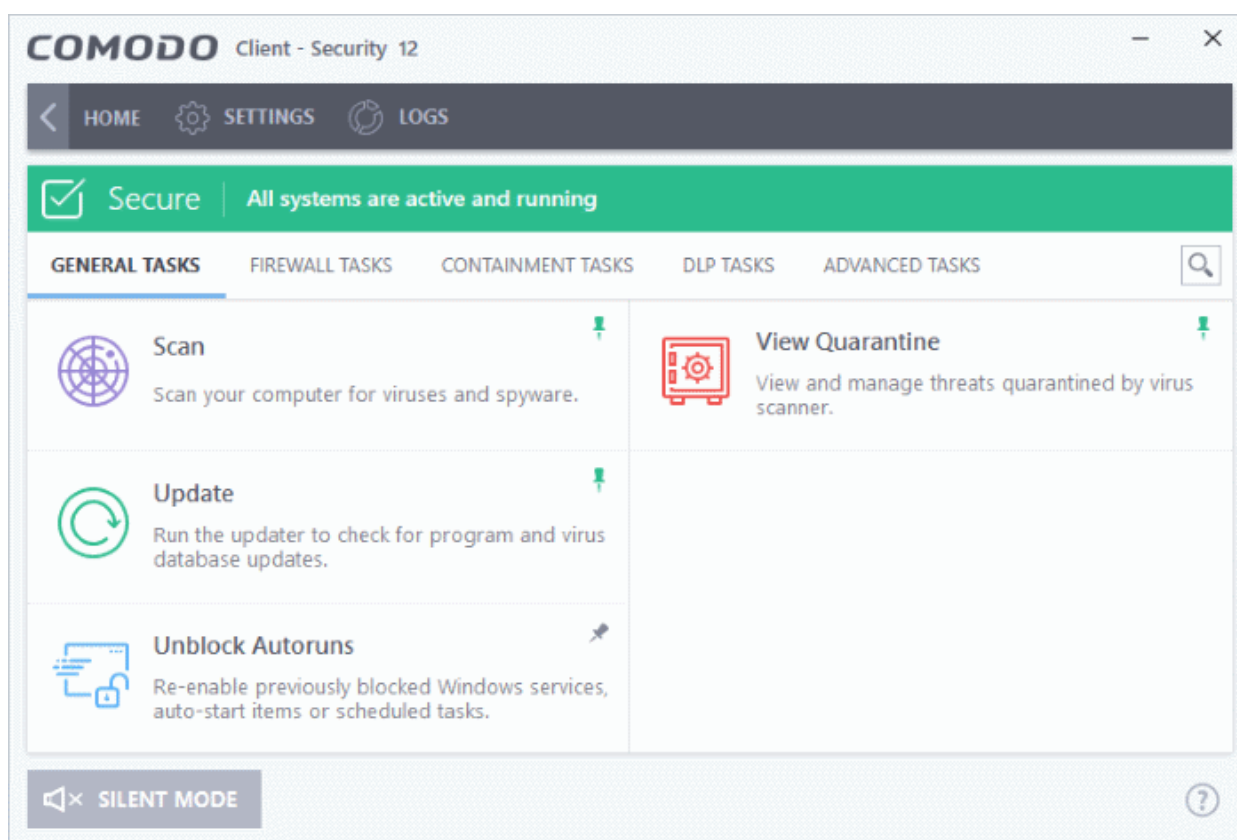 COMODO Client - Security 12
HOME SETTINGS LOGS
Secure All systems are active and running
GENERAL TASKS FIREWALL TASKS CONTAINMENT TASKS DLP TASKS ADVANCED TASKS
Scan
Scan your computer for viruses and spyware.
View Quarantine
View and manage threats quarantined by virus
scanner.
Update
Run the updater to check for program and virus
database updates.
Unblock Autoruns
Re-enable previously blocked Windows services,
auto-start items or scheduled tasks.
SILENT MODE
?